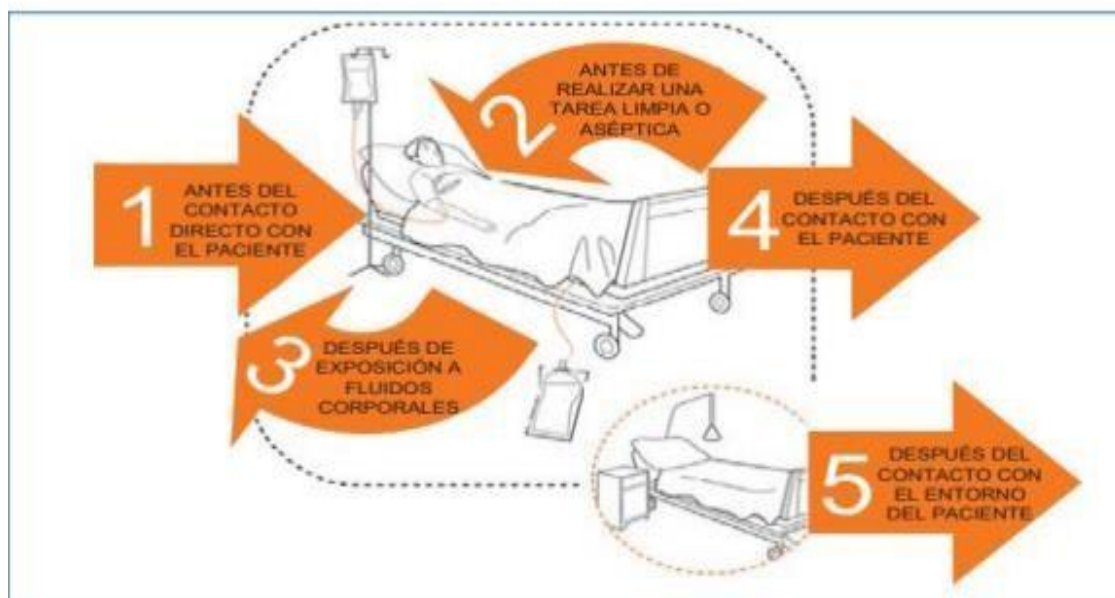 1
ANTES DEL
CONTACTO
DIRECTO CON
EL PACIENTE
2
ANTES DE
REALIZAR UNA
TAREA LIMPIA O
ASÉPTICA
3
DESPUÉS DE
EXPOSICIÓN A
FLUIDOS
CORPORALES
4
DESPUÉS DEL
CONTACTO CON
EL PACIENTE
5
DESPUÉS DEL
CONTACTO CON
EL ENTORNO
DEL PACIENTE